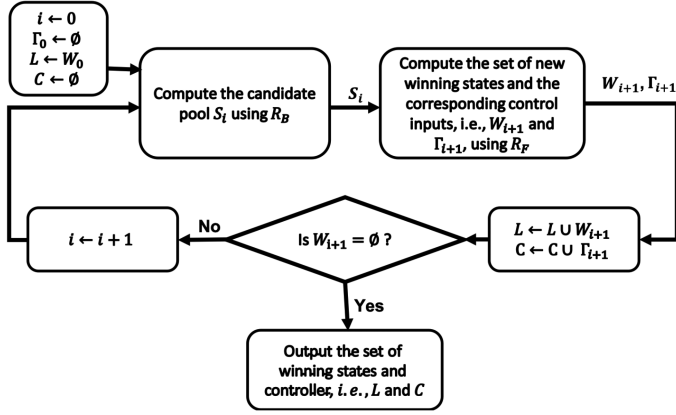 i ← 0
Γ₀ ← ∅
L ← W₀
C ← ∅
Compute the candidate
pool Sᵢ using R_B
Sᵢ
Compute the set of new
winning states and the
corresponding control
inputs, i.e., Wᵢ₊₁ and
Γᵢ₊₁, using R_F
Wᵢ₊₁, Γᵢ₊₁
L ← L ∪ Wᵢ₊₁
C ← C ∪ Γᵢ₊₁
Is Wᵢ₊₁ = ∅ ?
No
i ← i + 1
Yes
Output the set of
winning states and
controller, i.e., L and C